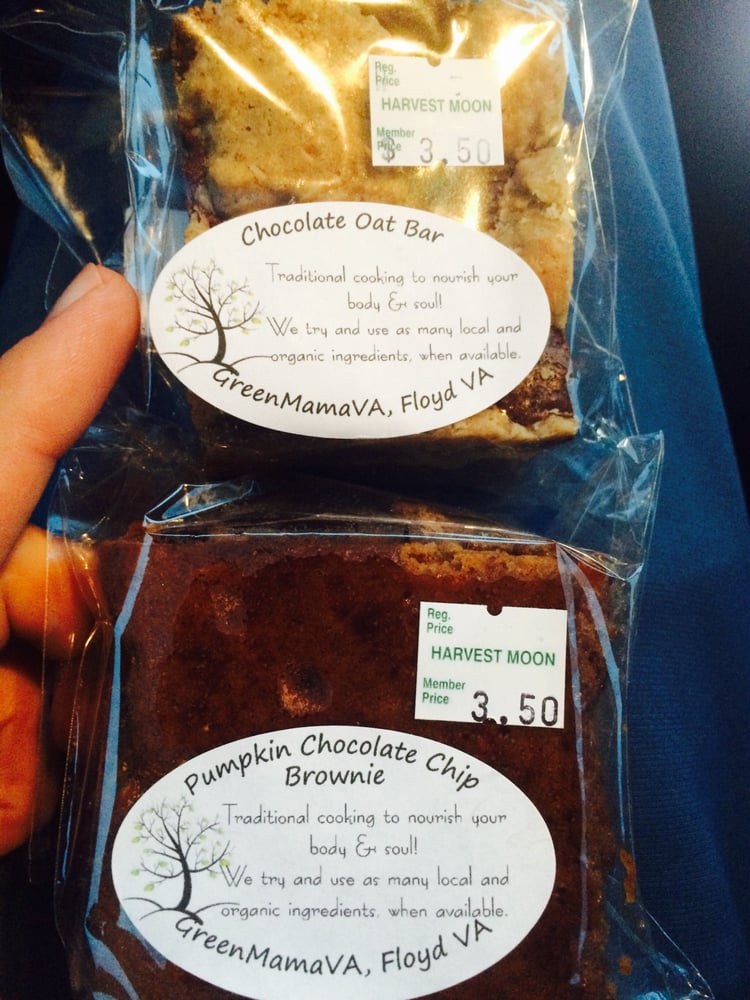 Reg.
Price
HARVEST MOON
Member
Price
$ 3.50
Chocolate Oat Bar
Traditional cooking to nourish your
body & soul!
We try and use as many local and
organic ingredients, when available.
GreenMamaVA, Floyd VA
Reg.
Price
HARVEST MOON
Member
Price
3.50
Pumpkin Chocolate Chip
Brownie
Traditional cooking to nourish your
body & soul!
We try and use as many local and
organic ingredients, when available.
GreenMamaVA, Floyd VA